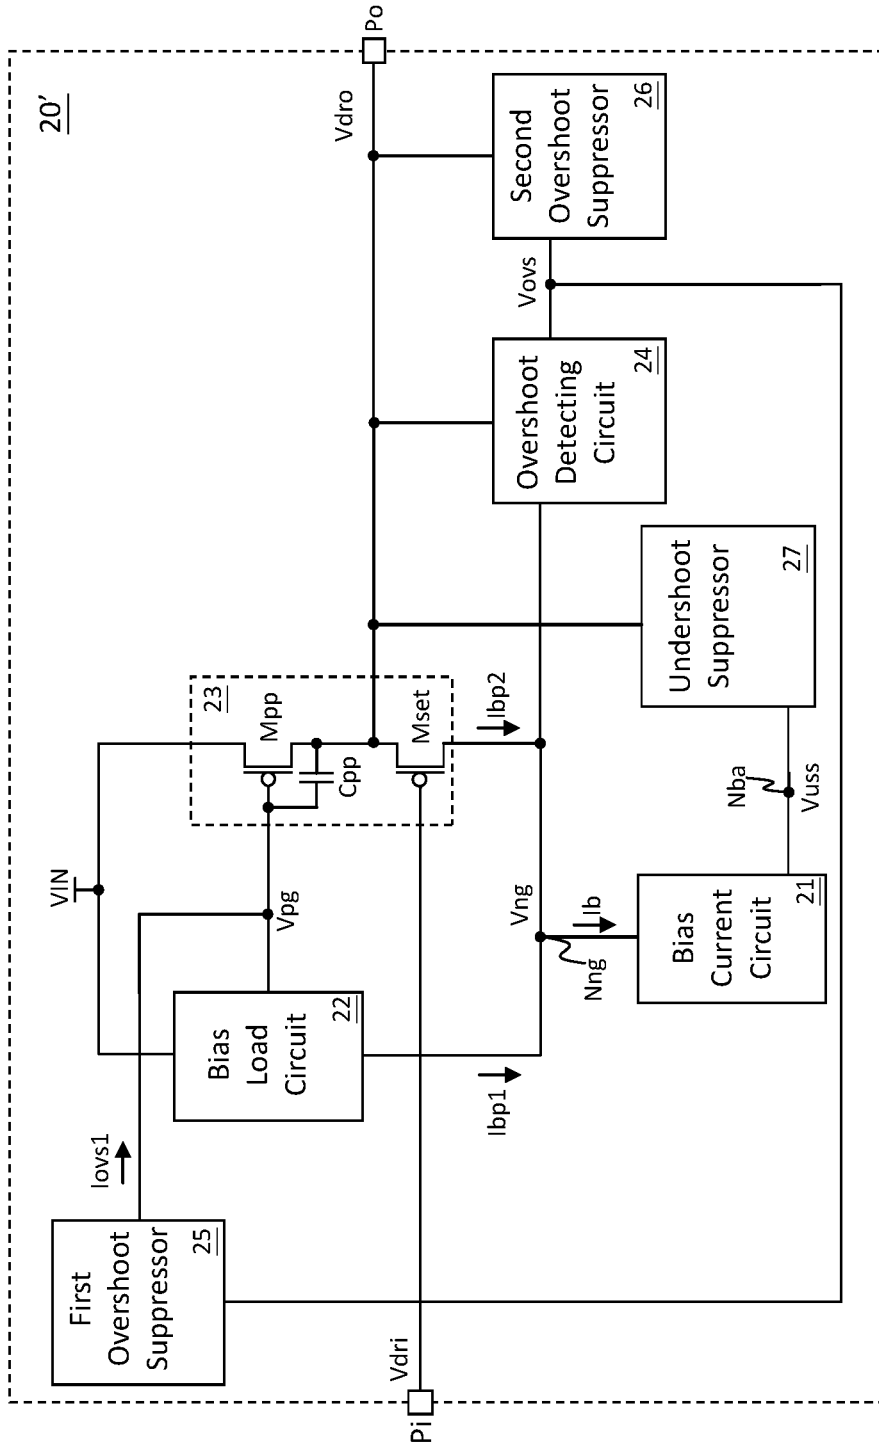 20’
First
Overshoot
Suppressor
25
Iovs1
VIN
Bias
Load
Circuit
22
Vpg
23
Mpp
Cpp
Mset
Vdro
Po
Vdri
Pi
Ibp1
Ibp2
Vng
Nng
Ib
Bias
Current
Circuit
21
Nba
Vuss
Undershoot
Suppressor
27
Overshoot
Detecting
Circuit
24
Vovs
Second
Overshoot
Suppressor
26